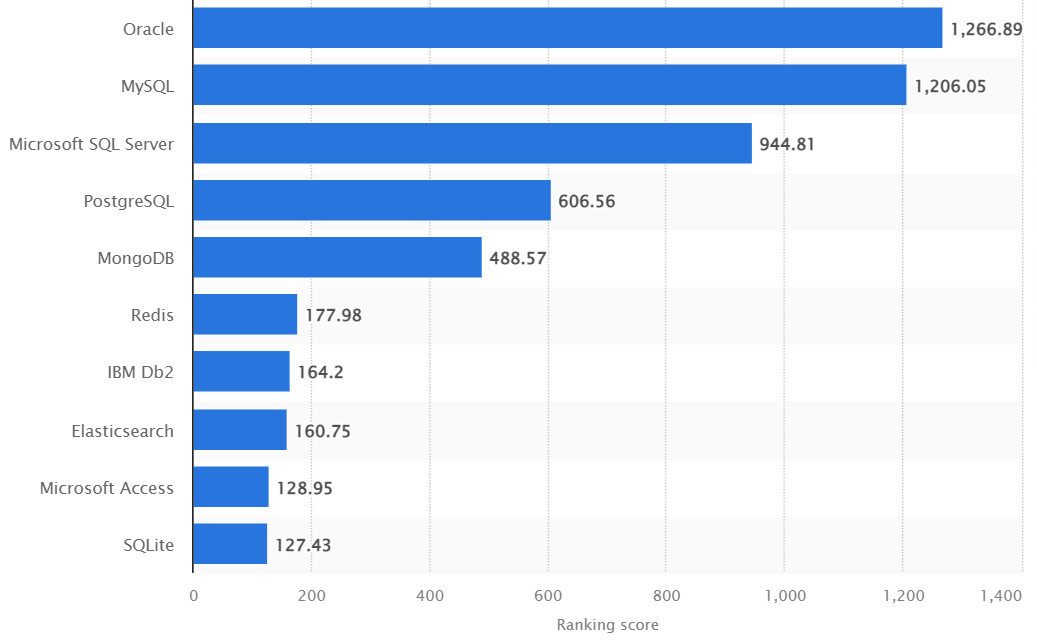 Oracle 1,266.89
MySQL 1,206.05
Microsoft SQL Server 944.81
PostgreSQL 606.56
MongoDB 488.57
Redis 177.98
IBM Db2 164.2
Elasticsearch 160.75
Microsoft Access 128.95
SQLite 127.43
0 200 400 600 800 1,000 1,200 1,400
Ranking score